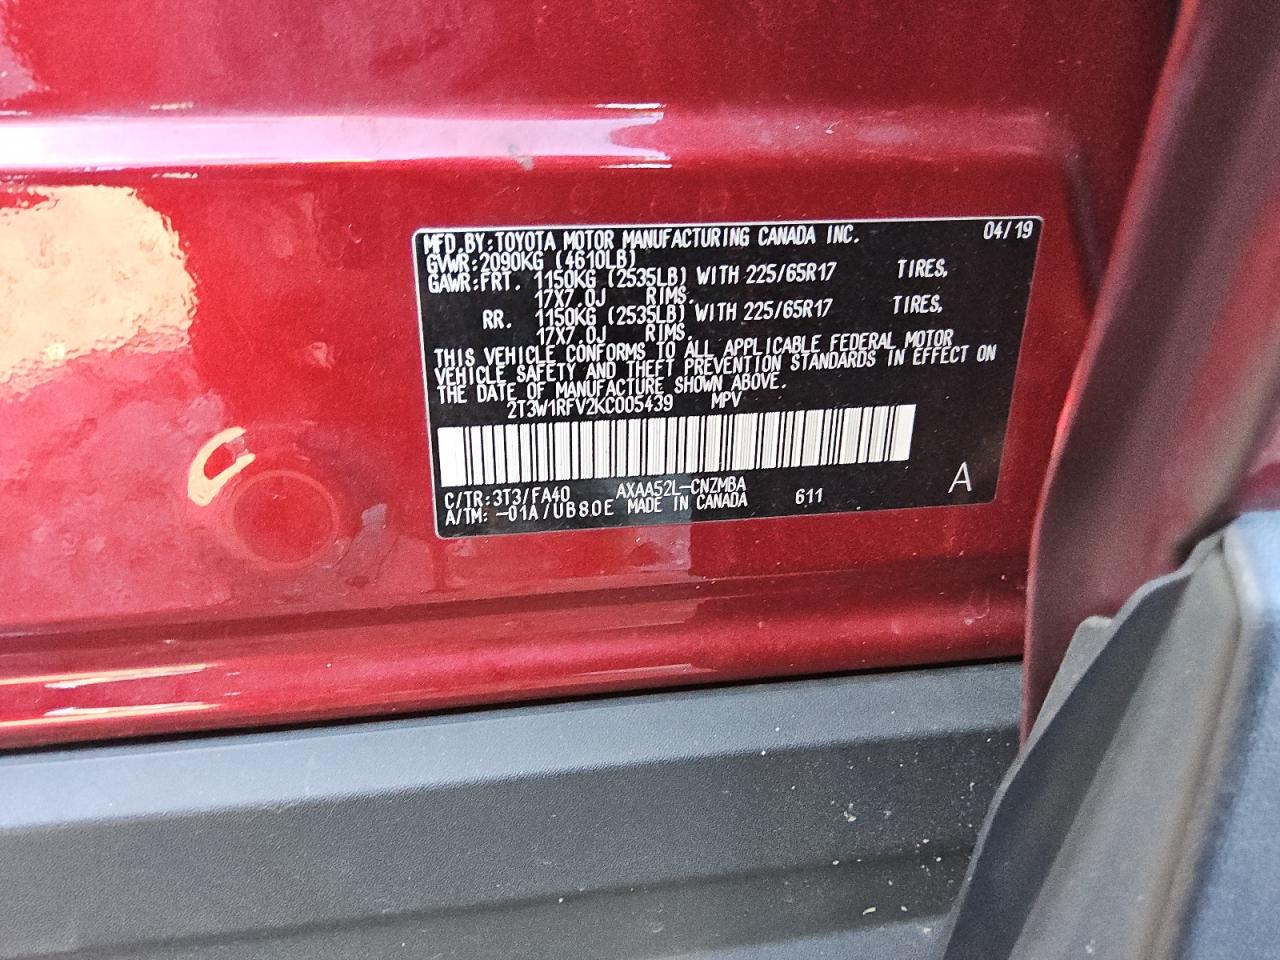 MFD.BY:TOYOTA MOTOR MANUFACTURING CANADA INC. 04/19
GVWR:2090KG (4610LB)
GAWR:FRT. 1150KG (2535LB) WITH 225/65R17 TIRES,
17X7.0J RIMS.
RR. 1150KG (2535LB) WITH 225/65R17 TIRES,
17X7.0J RIMS.
THIS VEHICLE CONFORMS TO ALL APPLICABLE FEDERAL MOTOR
VEHICLE SAFETY AND THEFT PREVENTION STANDARDS IN EFFECT ON
THE DATE OF MANUFACTURE SHOWN ABOVE.
2T3W1RFV2KC005439 MPV
C/TR:3T3/FA40 AXAA52L-CNZMBA 611 A
A/TM: -01A/UB80E MADE IN CANADA